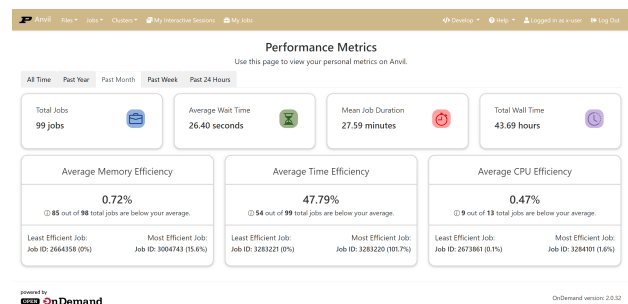 Anvil Files Jobs Clusters My Interactive Sessions My Jobs Develop Help Logged in as x-user Log Out
Performance Metrics
Use this page to view your personal metrics on Anvil.
All Time Past Year Past Month Past Week Past 24 Hours
Total Jobs
99 jobs
Average Wait Time
26.40 seconds
Mean Job Duration
27.59 minutes
Total Wall Time
43.69 hours
Average Memory Efficiency
0.72%
85 out of 98 total jobs are below your average.
Least Efficient Job: Most Efficient Job:
Job ID: 2664358 (0%) Job ID: 3004743 (15.6%)
Average Time Efficiency
47.79%
54 out of 99 total jobs are below your average.
Least Efficient Job: Most Efficient Job:
Job ID: 3283221 (0%) Job ID: 3283220 (101.7%)
Average CPU Efficiency
0.47%
9 out of 13 total jobs are below your average.
Least Efficient Job: Most Efficient Job:
Job ID: 2673861 (0.1%) Job ID: 3284101 (1.6%)
powered by
OPEN OnDemand
OnDemand version: 2.0.32